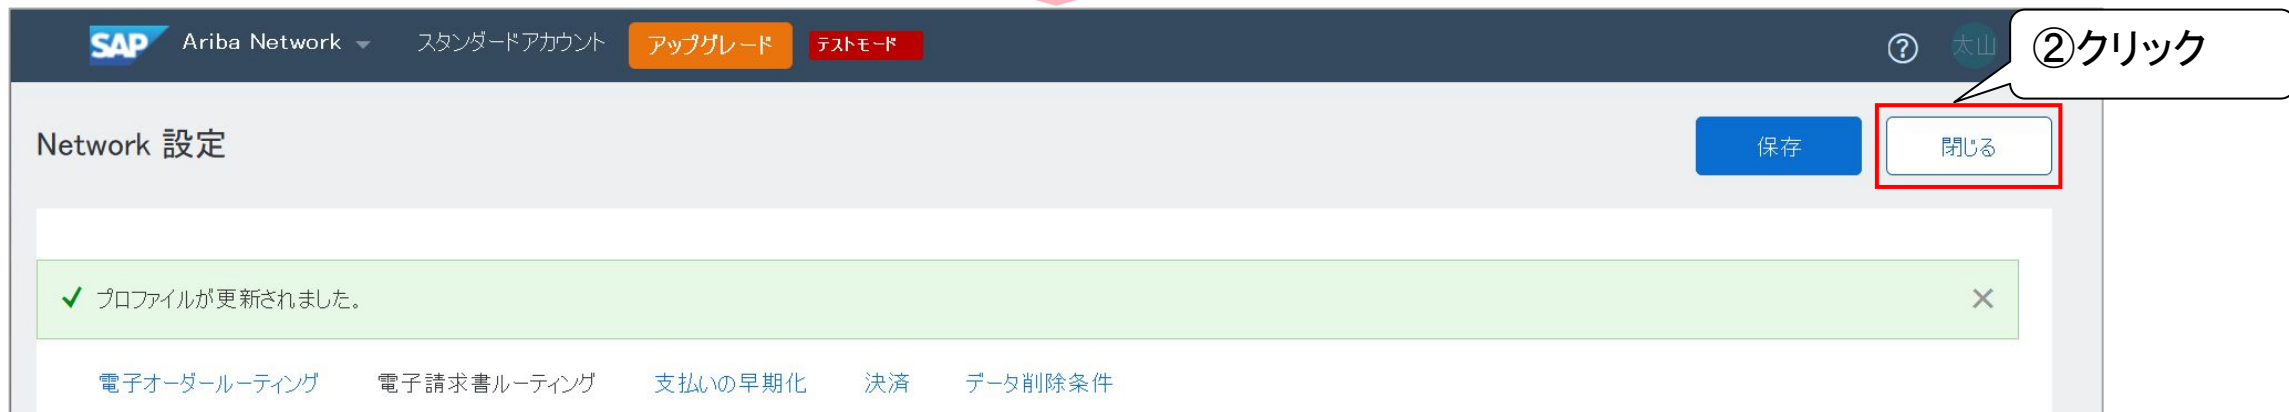 SAP Ariba Network スタンダードアカウント アップグレード テストモード ? 太山
②クリック
Network 設定 保存 閉じる
プロファイルが更新されました。
電子オーダールーティング 電子請求書ルーティング 支払いの早期化 決済 データ削除条件